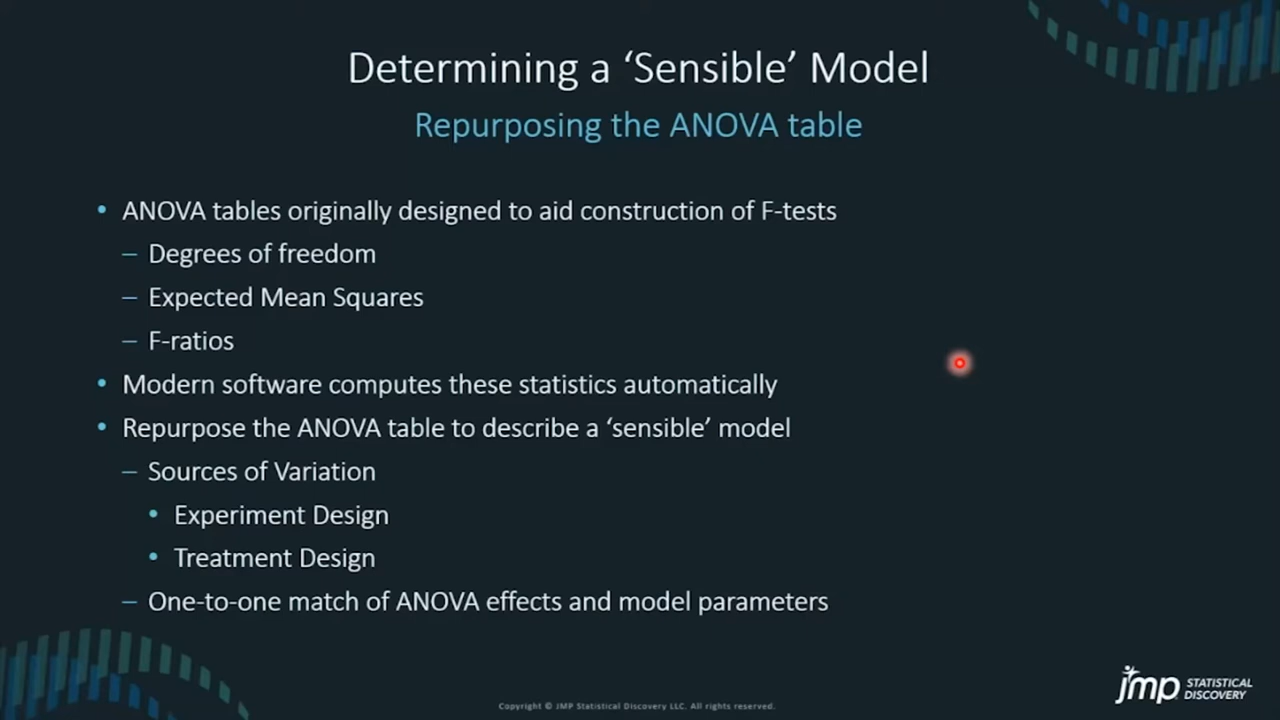 Determining a ‘Sensible’ Model
Repurposing the ANOVA table
• ANOVA tables originally designed to aid construction of F-tests
– Degrees of freedom
– Expected Mean Squares
– F-ratios
• Modern software computes these statistics automatically
• Repurpose the ANOVA table to describe a ‘sensible’ model
– Sources of Variation
• Experiment Design
• Treatment Design
– One-to-one match of ANOVA effects and model parameters
jmp STATISTICAL
DISCOVERY
Copyright © JMP Statistical Discovery LLC. All rights reserved.